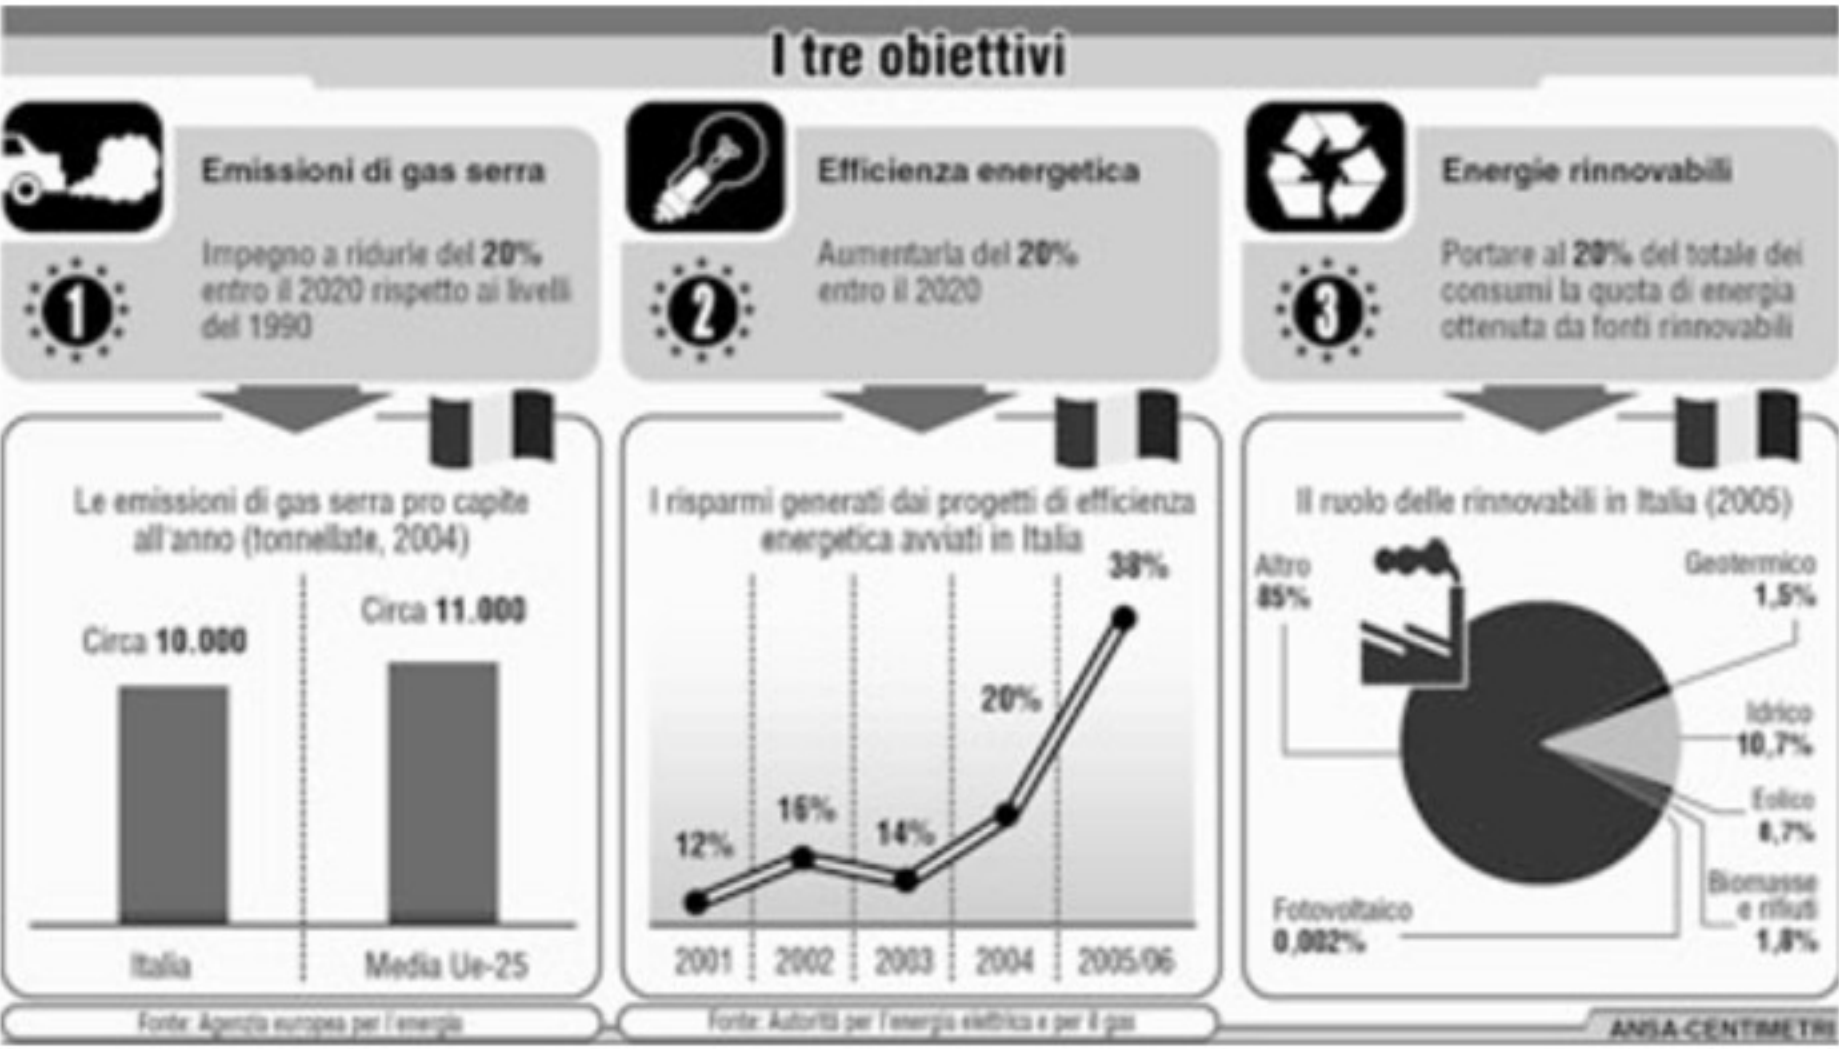 I tre obiettivi
1
Emissioni di gas serra
Impegno a ridurle del 20%
entro il 2020 rispetto ai livelli
del 1990
Le emissioni di gas serra pro capite
all'anno (tonnellate, 2004)
Circa 10.000
Circa 11.000
Italia
Media Ue-25
Fonte: Agenzia europea per l'energia
2
Efficienza energetica
Aumentarla del 20%
entro il 2020
I risparmi generati dai progetti di efficienza
energetica avviati in Italia
12%
16%
14%
20%
38%
2001
2002
2003
2004
2005/06
Fonte: Autorità per l'energia elettrica e per il gas
3
Energie rinnovabili
Portare al 20% del totale dei
consumi la quota di energia
ottenuta da fonti rinnovabili
Il ruolo delle rinnovabili in Italia (2005)
Altro
85%
Geotermico
1,5%
Idrico
10,7%
Eolico
Biomasse
e rifiuti
1,8%
Fotovoltaico
0,002%
ANSA-CENTIMETRI